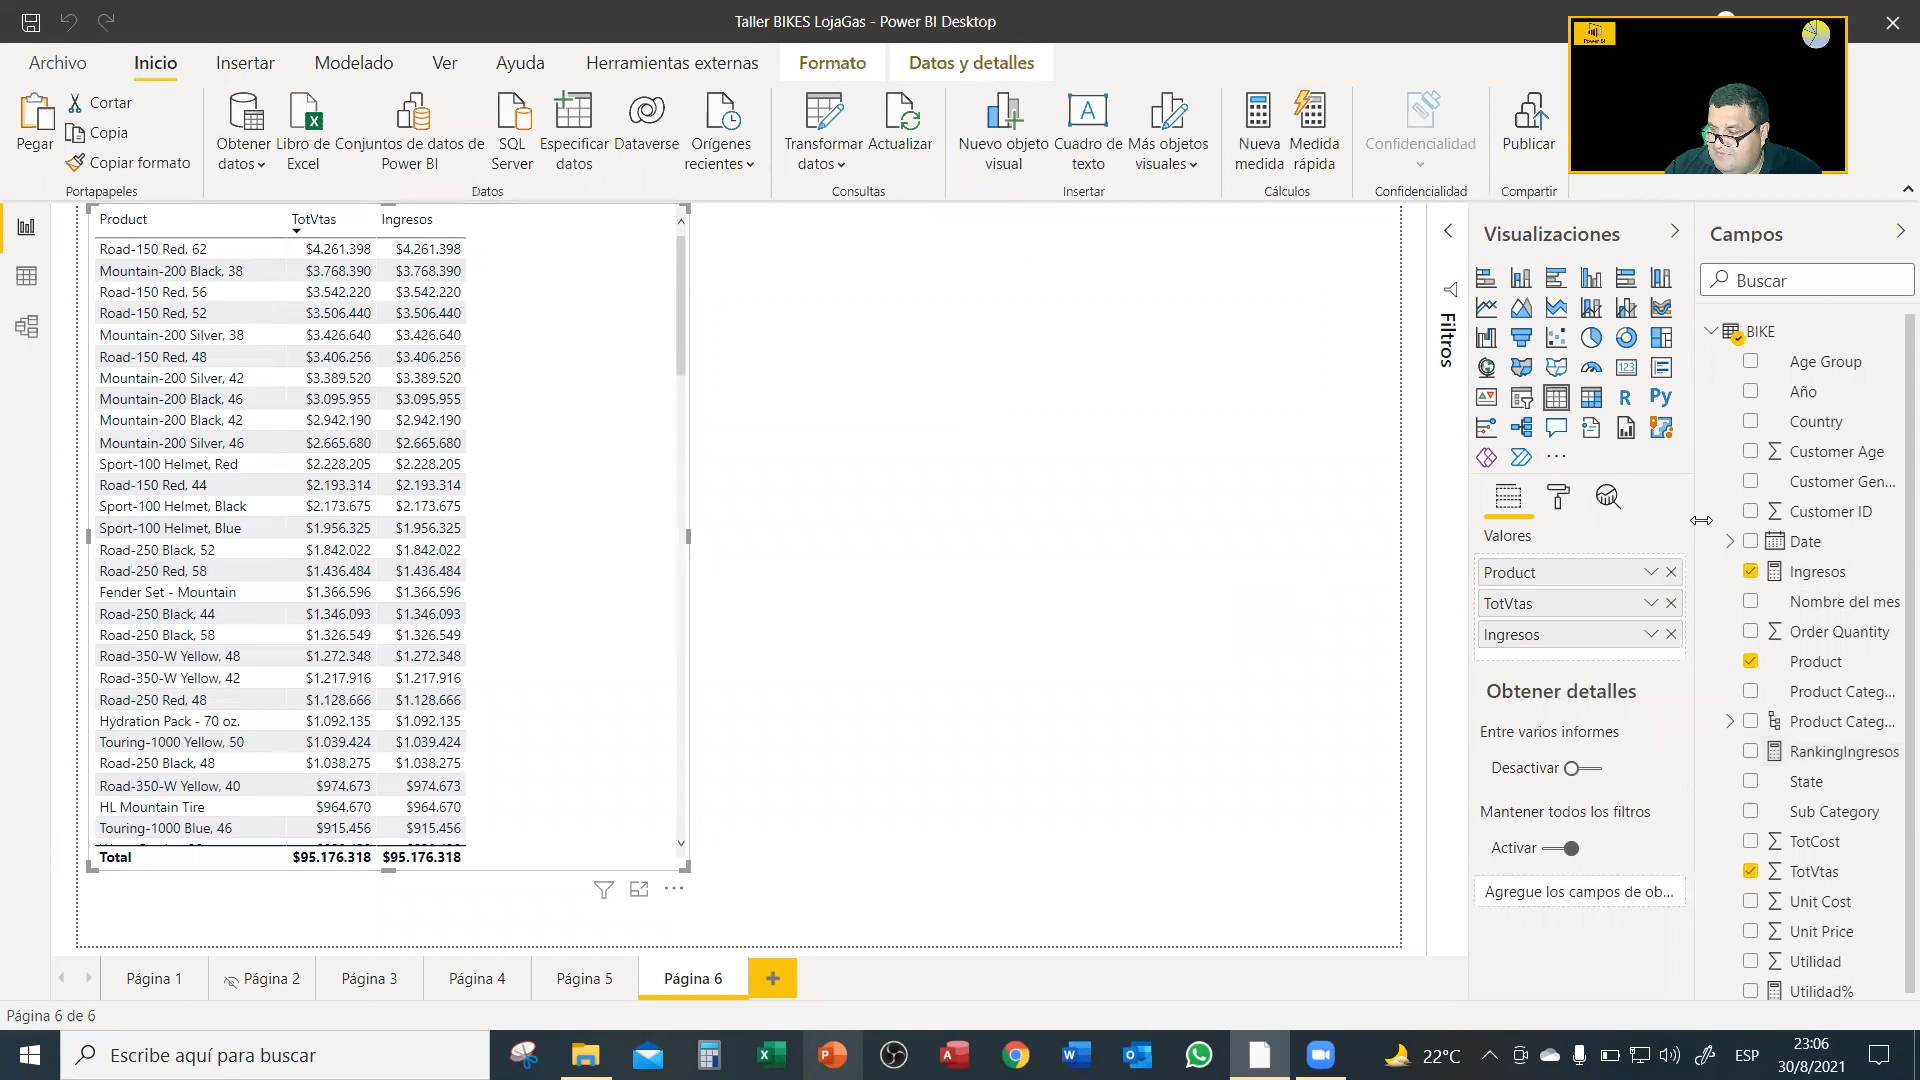 Taller BIKES LojaGas - Power BI Desktop
Archivo Inicio Insertar Modelado Ver Ayuda Herramientas externas Formato Datos y detalles
Pegar
Cortar
Copia
Copiar formato
Portapapeles
Obtener datos
Libro de Excel
Conjuntos de datos de Power BI
SQL Server
Especificar datos
Dataverse
Orígenes recientes
Datos
Transformar datos
Actualizar
Consultas
Nuevo objeto visual
Cuadro de texto
Más objetos visuales
Insertar
Nueva medida
Medida rápida
Cálculos
Confidencialidad
Confidencialidad
Publicar
Compartir
Power BI
Product TotVtas Ingresos
Road-150 Red, 62 $4.261.398 $4.261.398
Mountain-200 Black, 38 $3.768.390 $3.768.390
Road-150 Red, 56 $3.542.220 $3.542.220
Road-150 Red, 52 $3.506.440 $3.506.440
Mountain-200 Silver, 38 $3.426.640 $3.426.640
Road-150 Red, 48 $3.406.256 $3.406.256
Mountain-200 Silver, 42 $3.389.520 $3.389.520
Mountain-200 Black, 46 $3.095.955 $3.095.955
Mountain-200 Black, 42 $2.942.190 $2.942.190
Mountain-200 Silver, 46 $2.665.680 $2.665.680
Sport-100 Helmet, Red $2.228.205 $2.228.205
Road-150 Red, 44 $2.193.314 $2.193.314
Sport-100 Helmet, Black $2.173.675 $2.173.675
Sport-100 Helmet, Blue $1.956.325 $1.956.325
Road-250 Black, 52 $1.842.022 $1.842.022
Road-250 Red, 58 $1.436.484 $1.436.484
Fender Set - Mountain $1.366.596 $1.366.596
Road-250 Black, 44 $1.346.093 $1.346.093
Road-250 Black, 58 $1.326.549 $1.326.549
Road-350-W Yellow, 48 $1.272.348 $1.272.348
Road-350-W Yellow, 42 $1.217.916 $1.217.916
Road-250 Red, 48 $1.128.666 $1.128.666
Hydration Pack - 70 oz. $1.092.135 $1.092.135
Touring-1000 Yellow, 50 $1.039.424 $1.039.424
Road-250 Black, 48 $1.038.275 $1.038.275
Road-350-W Yellow, 40 $974.673 $974.673
HL Mountain Tire $964.670 $964.670
Touring-1000 Blue, 46 $915.456 $915.456
Total $95.176.318 $95.176.318
Filtros
Visualizaciones
123
R Py
Valores
Product
TotVtas
Ingresos
Obtener detalles
Entre varios informes
Desactivar
Mantener todos los filtros
Activar
Agregue los campos de ob...
Campos
Buscar
BIKE
Age Group
Año
Country
Customer Age
Customer Gen...
Customer ID
Date
Ingresos
Nombre del mes
Order Quantity
Product
Product Categ...
Product Categ...
RankingIngresos
State
Sub Category
TotCost
TotVtas
Unit Cost
Unit Price
Utilidad
Utilidad%
Página 1 Página 2 Página 3 Página 4 Página 5 Página 6
Página 6 de 6
Escribe aquí para buscar
22°C
ESP
23:06
30/8/2021